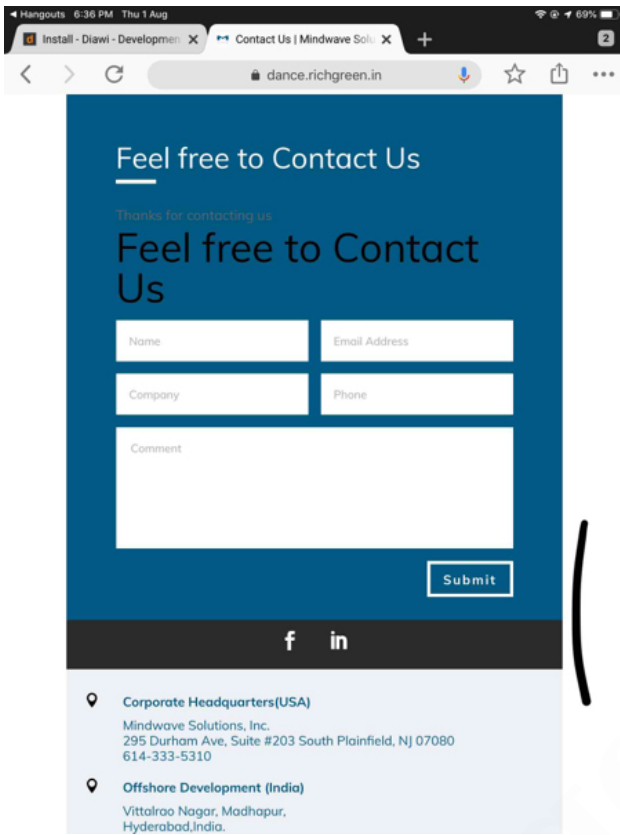 Hangouts 6:36 PM Thu 1 Aug 69%
Install - Diawi - Developmen Contact Us | Mindwave Solu 2
dance.richgreen.in
Feel free to Contact Us
Thanks for contacting us
Feel free to Contact
Us
Name Email Address
Company Phone
Comment
Submit
f in
Corporate Headquarters(USA)
Mindwave Solutions, Inc.
295 Durham Ave, Suite #203 South Plainfield, NJ 07080
614-333-5310
Offshore Development (India)
Vittalrao Nagar, Madhapur,
Hyderabad,India.